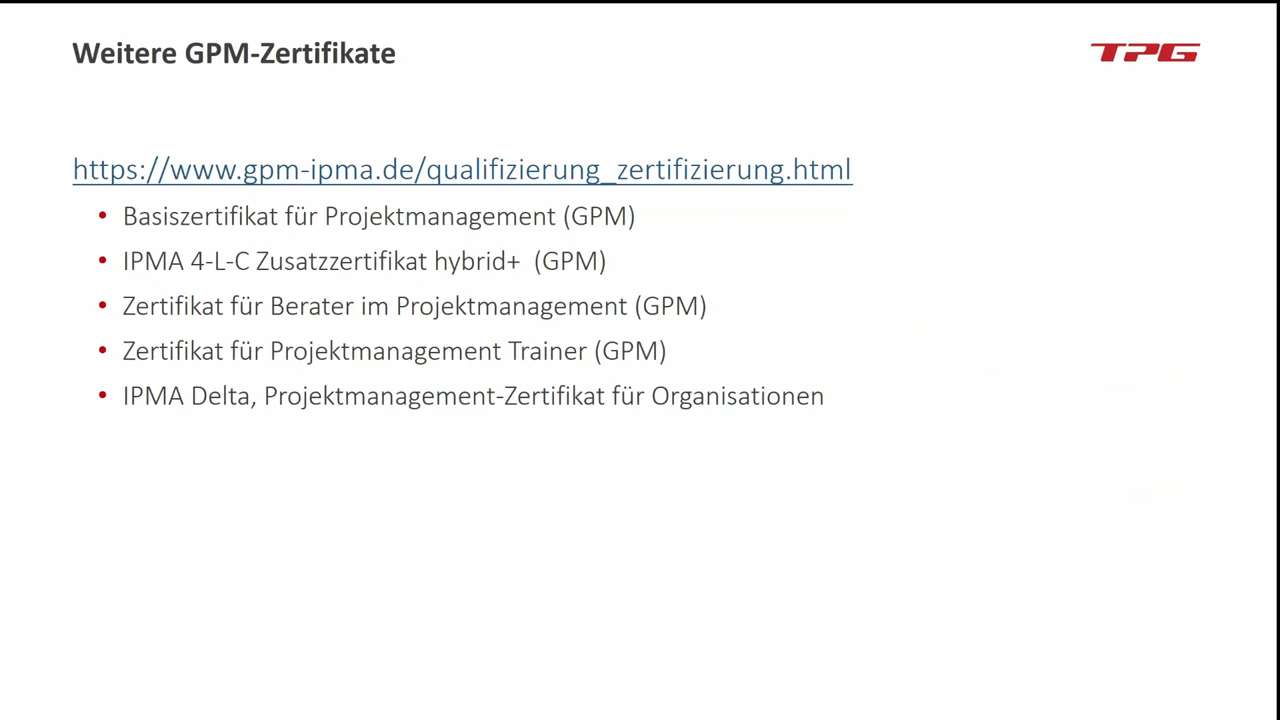 Weitere GPM-Zertifikate
TPG
https://www.gpm-ipma.de/qualifizierung_zertifizierung.html
• Basiszertifikat für Projektmanagement (GPM)
• IPMA 4-L-C Zusatzzertifikat hybrid+  (GPM)
• Zertifikat für Berater im Projektmanagement (GPM)
• Zertifikat für Projektmanagement Trainer (GPM)
• IPMA Delta, Projektmanagement-Zertifikat für Organisationen